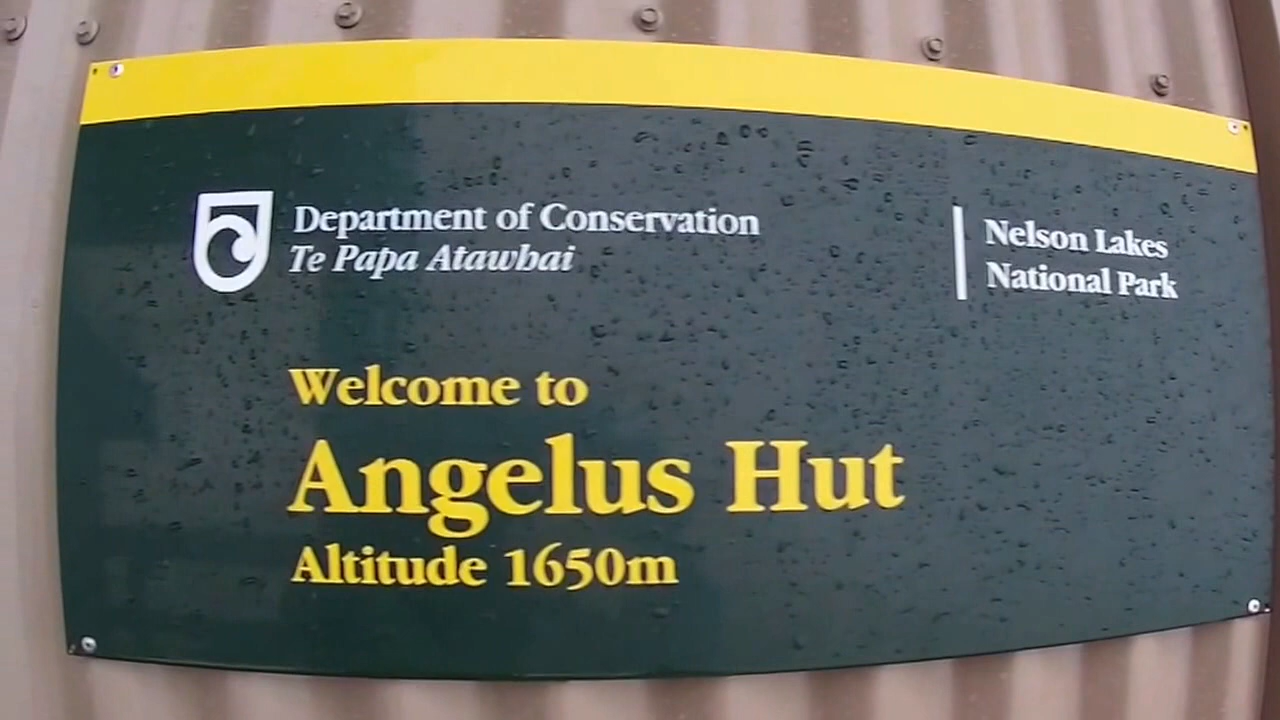 Department of Conservation
Te Papa Atawhai
Nelson Lakes
National Park
Welcome to
Angelus Hut
Altitude 1650m